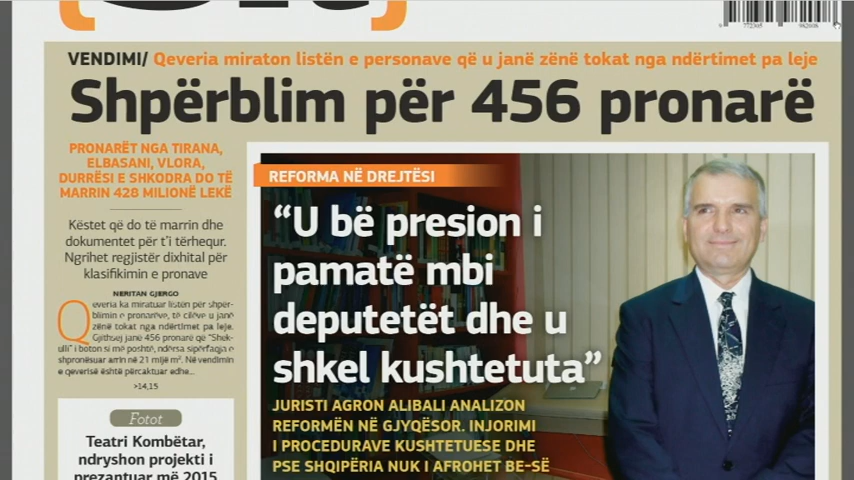 VENDIMI/ Qeveria miraton listën e personave që u janë zënë tokat nga ndërtimet pa leje
Shpërblim për 456 pronarë
PRONARËT NGA TIRANA,
ELBASANI, VLORA,
DURRËSI E SHKODRA DO TË
MARRIN 428 MILIONË LEKË
Këstet që do të marrin dhe
dokumentet për t'i tërhequr.
Ngrihet regjistër dixhital për
klasifikimin e pronave
NERITAN GJERGO
Qeveria ka miratuar listën për shpër-
blimin e pronarëve, të cilëve u janë
zënë tokat nga ndërtimet pa leje.
Gjithsej janë 456 pronarë që "Shek-
ulli" i boton si më poshtë, ndërsa sipërfaqja e
shpronësuar arrin në 21 mijë m². Në vendimin
e qeverisë është përcaktuar edhe...
>14,15
Fotot
Teatri Kombëtar,
ndryshon projekti i
prezantuar më 2015
REFORMA NË DREJTËSI
“U bë presion i
pamatë mbi
deputetët dhe u
shkel kushtetuta”
JURISTI AGRON ALIBALI ANALIZON
REFORMËN NË GJYQËSOR. INJORIMI
I PROCEDURAVE KUSHTETUESE DHE
PSE SHQIPËRIA NUK I AFROHET BE-SË